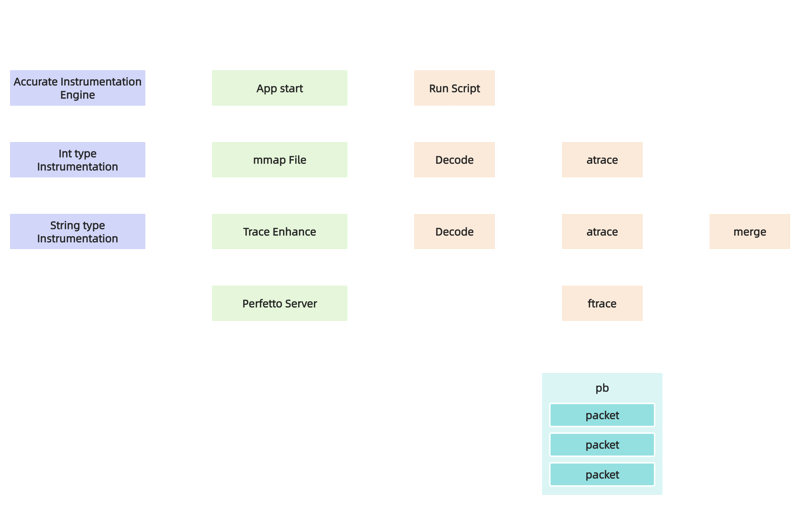 Accurate Instrumentation
Engine
App start
Run Script
Int type
Instrumentation
mmap File
Decode
atrace
String type
Instrumentation
Trace Enhance
Decode
atrace
merge
Perfetto Server
ftrace
pb
packet
packet
packet